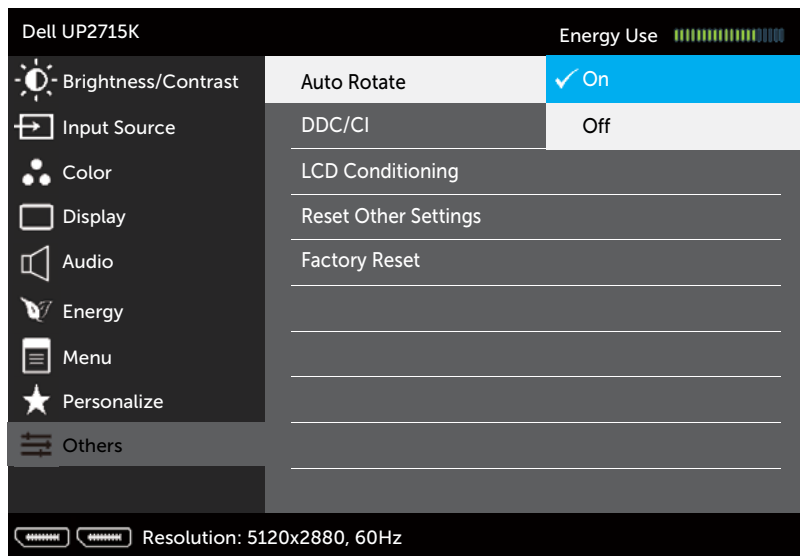 Dell UP2715K
Energy Use
Brightness/Contrast
Auto Rotate
On
Input Source
DDC/CI
Off
Color
LCD Conditioning
Display
Reset Other Settings
Audio
Factory Reset
Energy
Menu
Personalize
Others
Resolution: 5120x2880, 60Hz